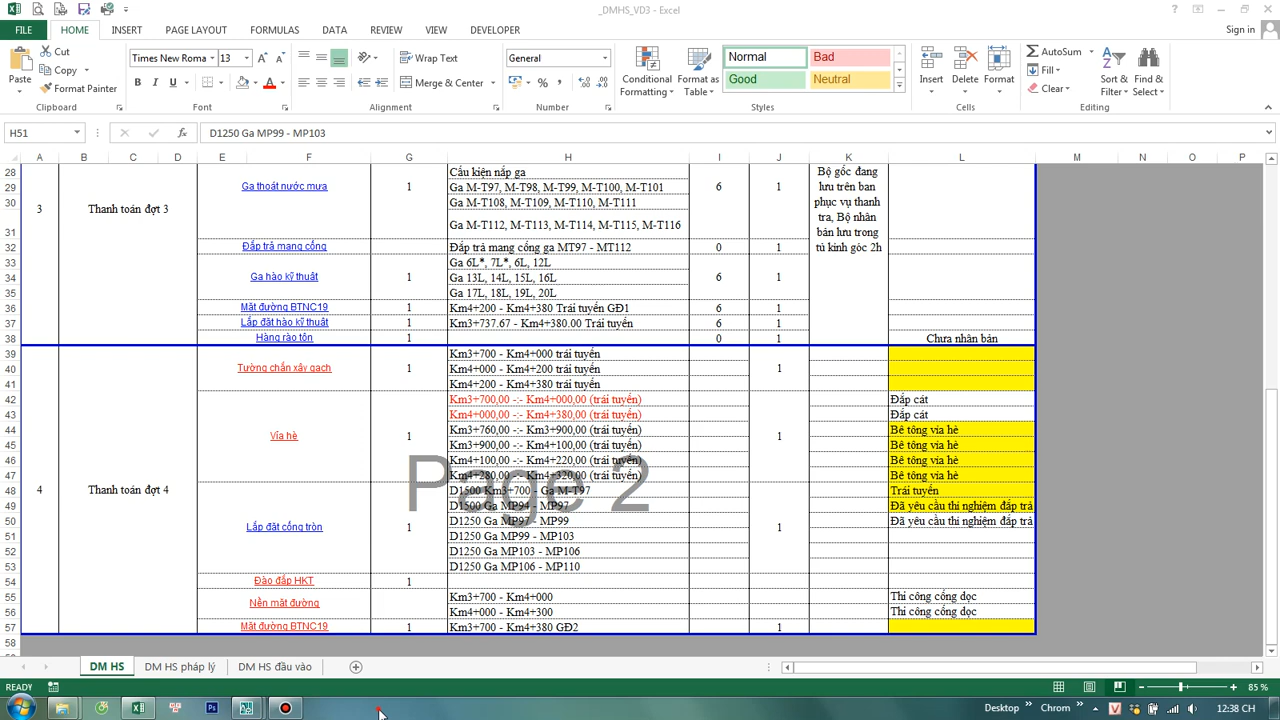 _DMHS_VD3 - Excel
FILE HOME INSERT PAGE LAYOUT FORMULAS DATA REVIEW VIEW DEVELOPER Sign in
Paste Cut Copy Format Painter Clipboard
Times New Roma 12 B I U Font
Wrap Text Merge & Center Alignment
General % Number
Conditional Formatting Format as Table Normal Bad Good Neutral Styles
Insert Delete Format Cells
AutoSum Fill Clear Sort & Filter Find & Select Editing
H51 fx D1250 Ga MP99 - MP103
A B C D E F G H I J K L M N O P
28 Cấu kiện nắp ga Bộ gốc đang
29 Ga thoát nước mưa 1 Ga M-T97, M-T98, M-T99, M-T100, M-T101 6 1 lưu trên ban
30 Ga M-T108, M-T109, M-T110, M-T111 phục vụ thanh
3 Thanh toán đợt 3 tra, Bộ nhân
31 Ga M-T112, M-T113, M-T114, M-T115, M-T116 bản lưu trong
32 Đắp trả mang cống Đắp trả mang cống ga MT97 - MT112 0 1 tủ kính góc 2h
33 Ga 6L*, 7L*, 6L, 12L
34 Ga hào kỹ thuật 1 Ga 13L, 14L, 15L, 16L 6 1
35 Ga 17L, 18L, 19L, 20L
36 Mặt đường BTNC19 1 Km4+200 - Km4+380 Trái tuyến GĐ1 6 1
37 Lắp đặt hào kỹ thuật 1 Km3+737.67 - Km4+380.00 Trái tuyến 6 1
38 Hàng rào tôn 1 0 1 Chưa nhân bản
39 Km3+700 - Km4+000 trái tuyến
40 Tường chắn xây gạch 1 Km4+000 - Km4+200 trái tuyến 1
41 Km4+200 - Km4+380 trái tuyến
42 Km3+700,00 -:- Km4+000,00 (trái tuyến) Đắp cát
43 Km4+000,00 -:- Km4+380,00 (trái tuyến) Đắp cát
44 Vỉa hè 1 Km3+760,00 -:- Km3+900,00 (trái tuyến) 1 Bê tông vỉa hè
45 Km3+900,00 -:- Km4+100,00 (trái tuyến) Bê tông vỉa hè
46 Km4+100,00 -:- Km4+220,00 (trái tuyến) Bê tông vỉa hè
47 Km4+280,00 -:- Km4+320,00 (trái tuyến) Bê tông vỉa hè
Page 2
48 4 Thanh toán đợt 4 D1500 Km3+700 - Ga M-T97 Trái tuyến
49 D1500 Ga MP94 - MP97 Đã yêu cầu thí nghiệm đắp trả
50 Lắp đặt cống tròn 1 D1250 Ga MP97 - MP99 1 Đã yêu cầu thí nghiệm đắp trả
51 D1250 Ga MP99 - MP103
52 D1250 Ga MP103 - MP106
53 D1250 Ga MP106 - MP110
54 Đào đắp HKT 1
55 Nền mặt đường Km3+700 - Km4+000 Thi công cống dọc
56 Km4+000 - Km4+300 Thi công cống dọc
57 Mặt đường BTNC19 1 Km3+700 - Km4+380 GĐ2 1
58
DM HS DM HS pháp lý DM HS đầu vào
READY 85 %
Desktop Chrom 12:38 CH